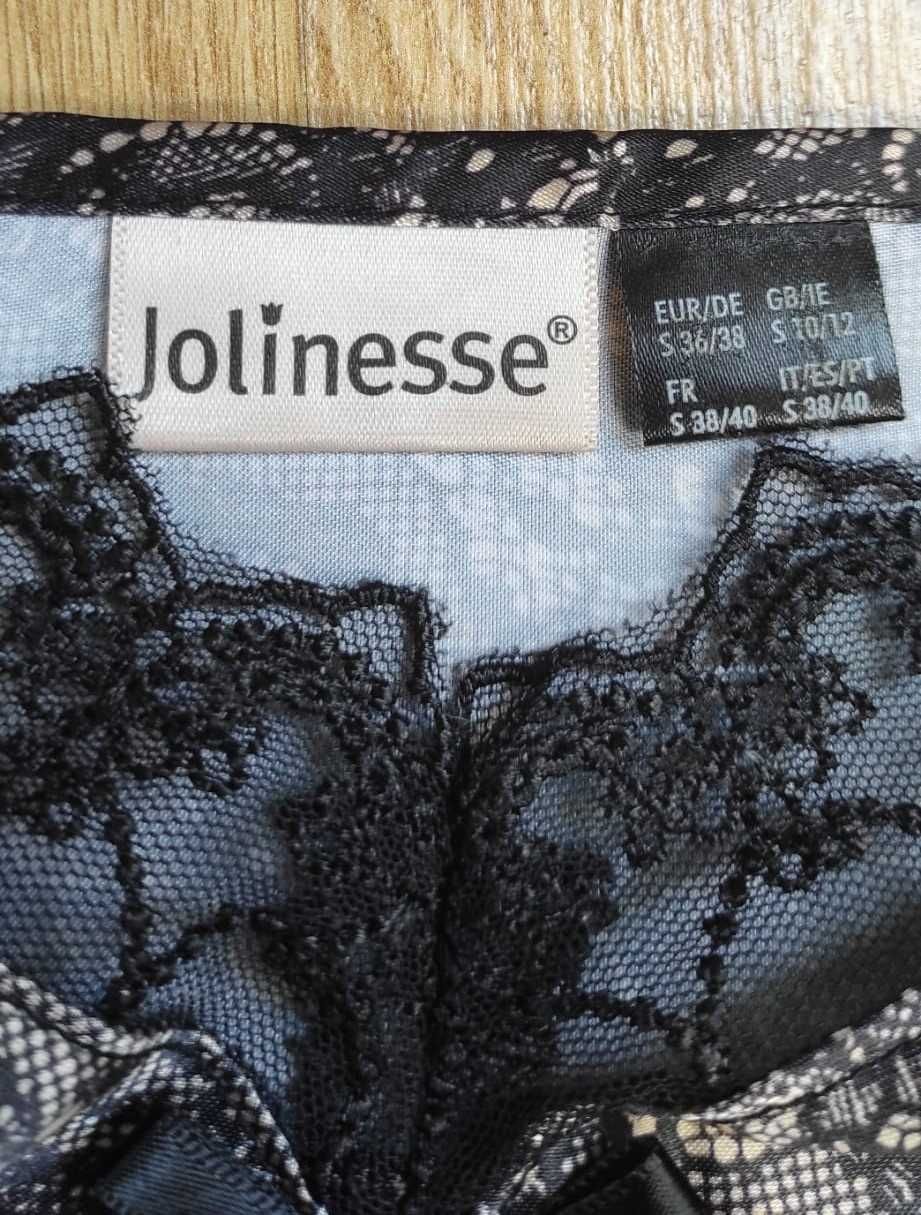 Jolinesse®
EUR/DE GB/IE
S 36/38 S 10/12
FR IT/ES/PT
S 38/40 S 38/40